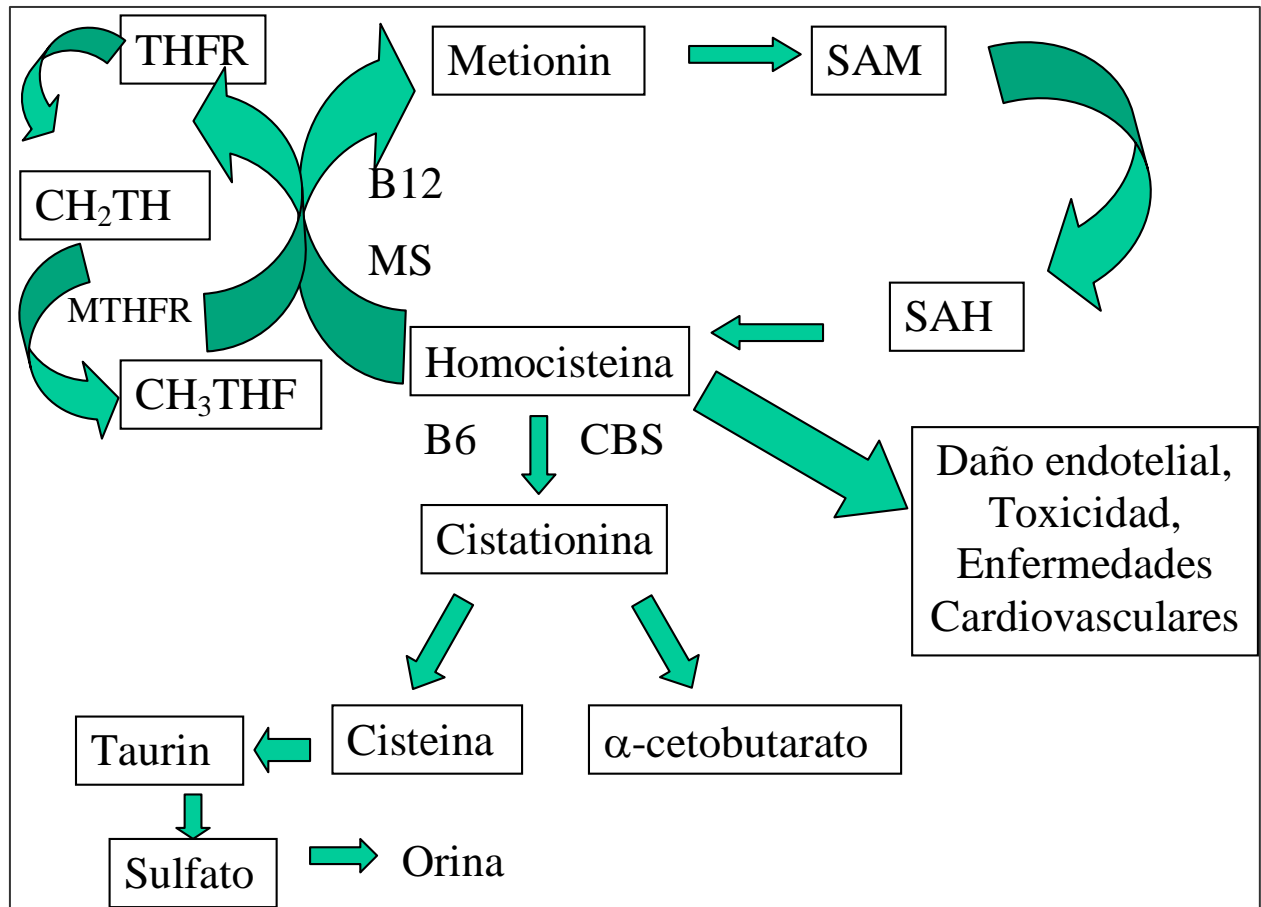 THFR
Metionin
SAM
B12
CH₂TH
MS
MTHFR
SAH
Homocisteina
CH₃THF
B6
CBS
Daño endotelial,
Toxicidad,
Enfermedades
Cardiovasculares
Cistationina
Taurin
Cisteina
α-cetobutarato
Sulfato
Orina